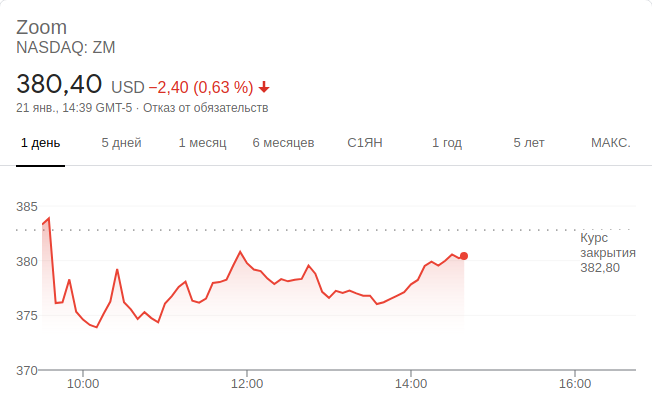 Zoom
NASDAQ: ZM
380,40 USD −2,40 (0,63 %)
21 янв., 14:39 GMT-5 · Отказ от обязательств
1 день 5 дней 1 месяц 6 месяцев С1ЯН 1 год 5 лет МАКС.
385
Курс
закрытия
382,80
380
375
370
10:00 12:00 14:00 16:00